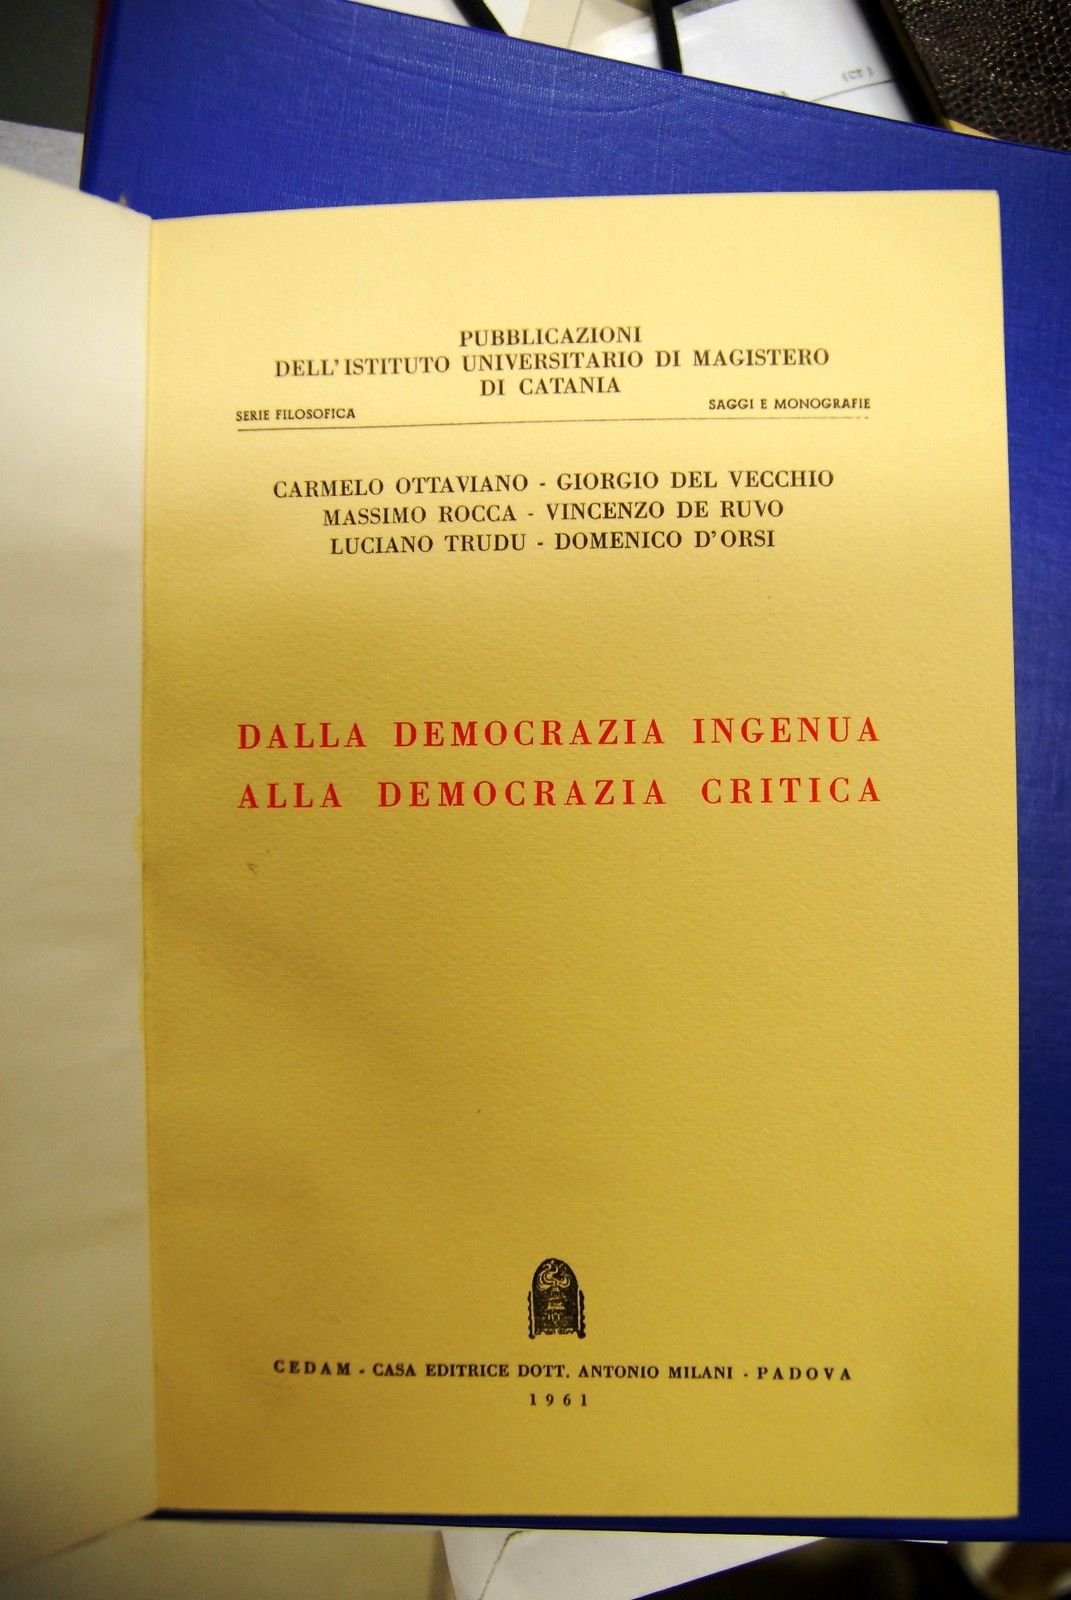 (CT)
PUBBLICAZIONI
DELL'ISTITUTO UNIVERSITARIO DI MAGISTERO
DI CATANIA
SERIE FILOSOFICA SAGGI E MONOGRAFIE
CARMELO OTTAVIANO - GIORGIO DEL VECCHIO
MASSIMO ROCCA - VINCENZO DE RUVO
LUCIANO TRUDU - DOMENICO D'ORSI
DALLA DEMOCRAZIA INGENUA
ALLA DEMOCRAZIA CRITICA
CEDAM - CASA EDITRICE DOTT. ANTONIO MILANI - PADOVA
1961